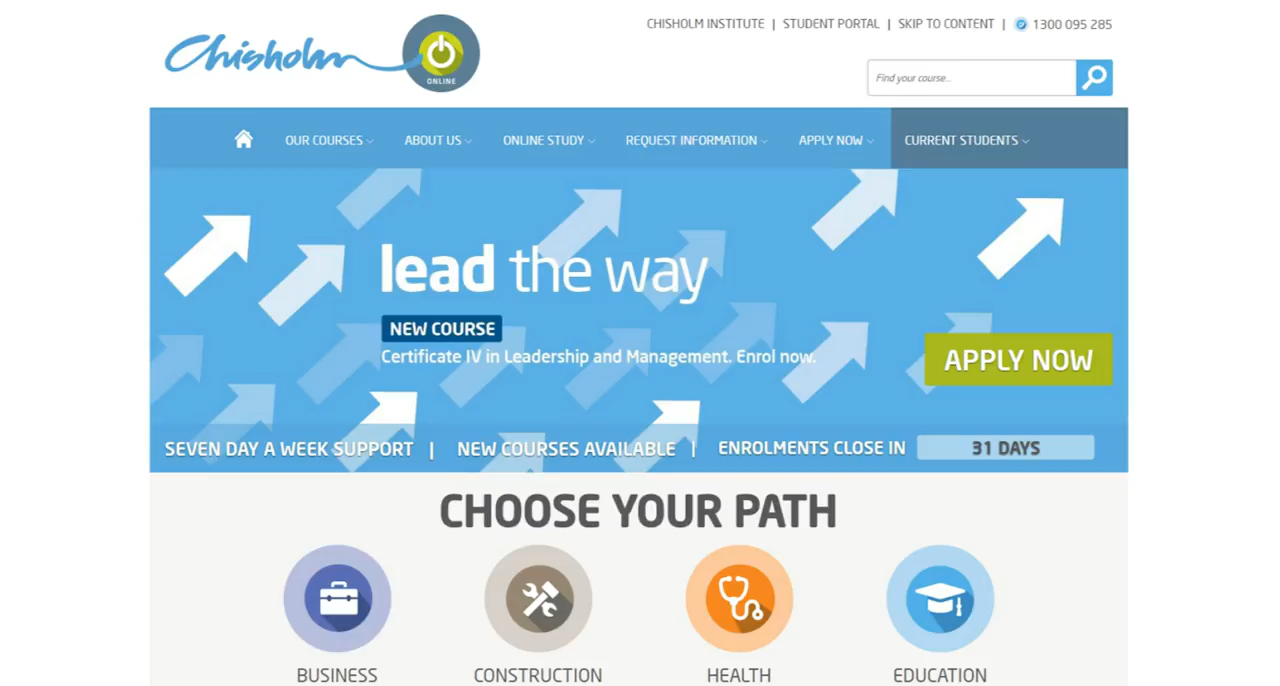 CHISHOLM INSTITUTE | STUDENT PORTAL | SKIP TO CONTENT | 1300 095 285
Chisholm
ONLINE
Find your course...
OUR COURSES ABOUT US ONLINE STUDY REQUEST INFORMATION APPLY NOW CURRENT STUDENTS
lead the way
NEW COURSE
Certificate IV in Leadership and Management. Enrol now.
APPLY NOW
SEVEN DAY A WEEK SUPPORT | NEW COURSES AVAILABLE | ENROLMENTS CLOSE IN 31 DAYS
CHOOSE YOUR PATH
BUSINESS CONSTRUCTION HEALTH EDUCATION